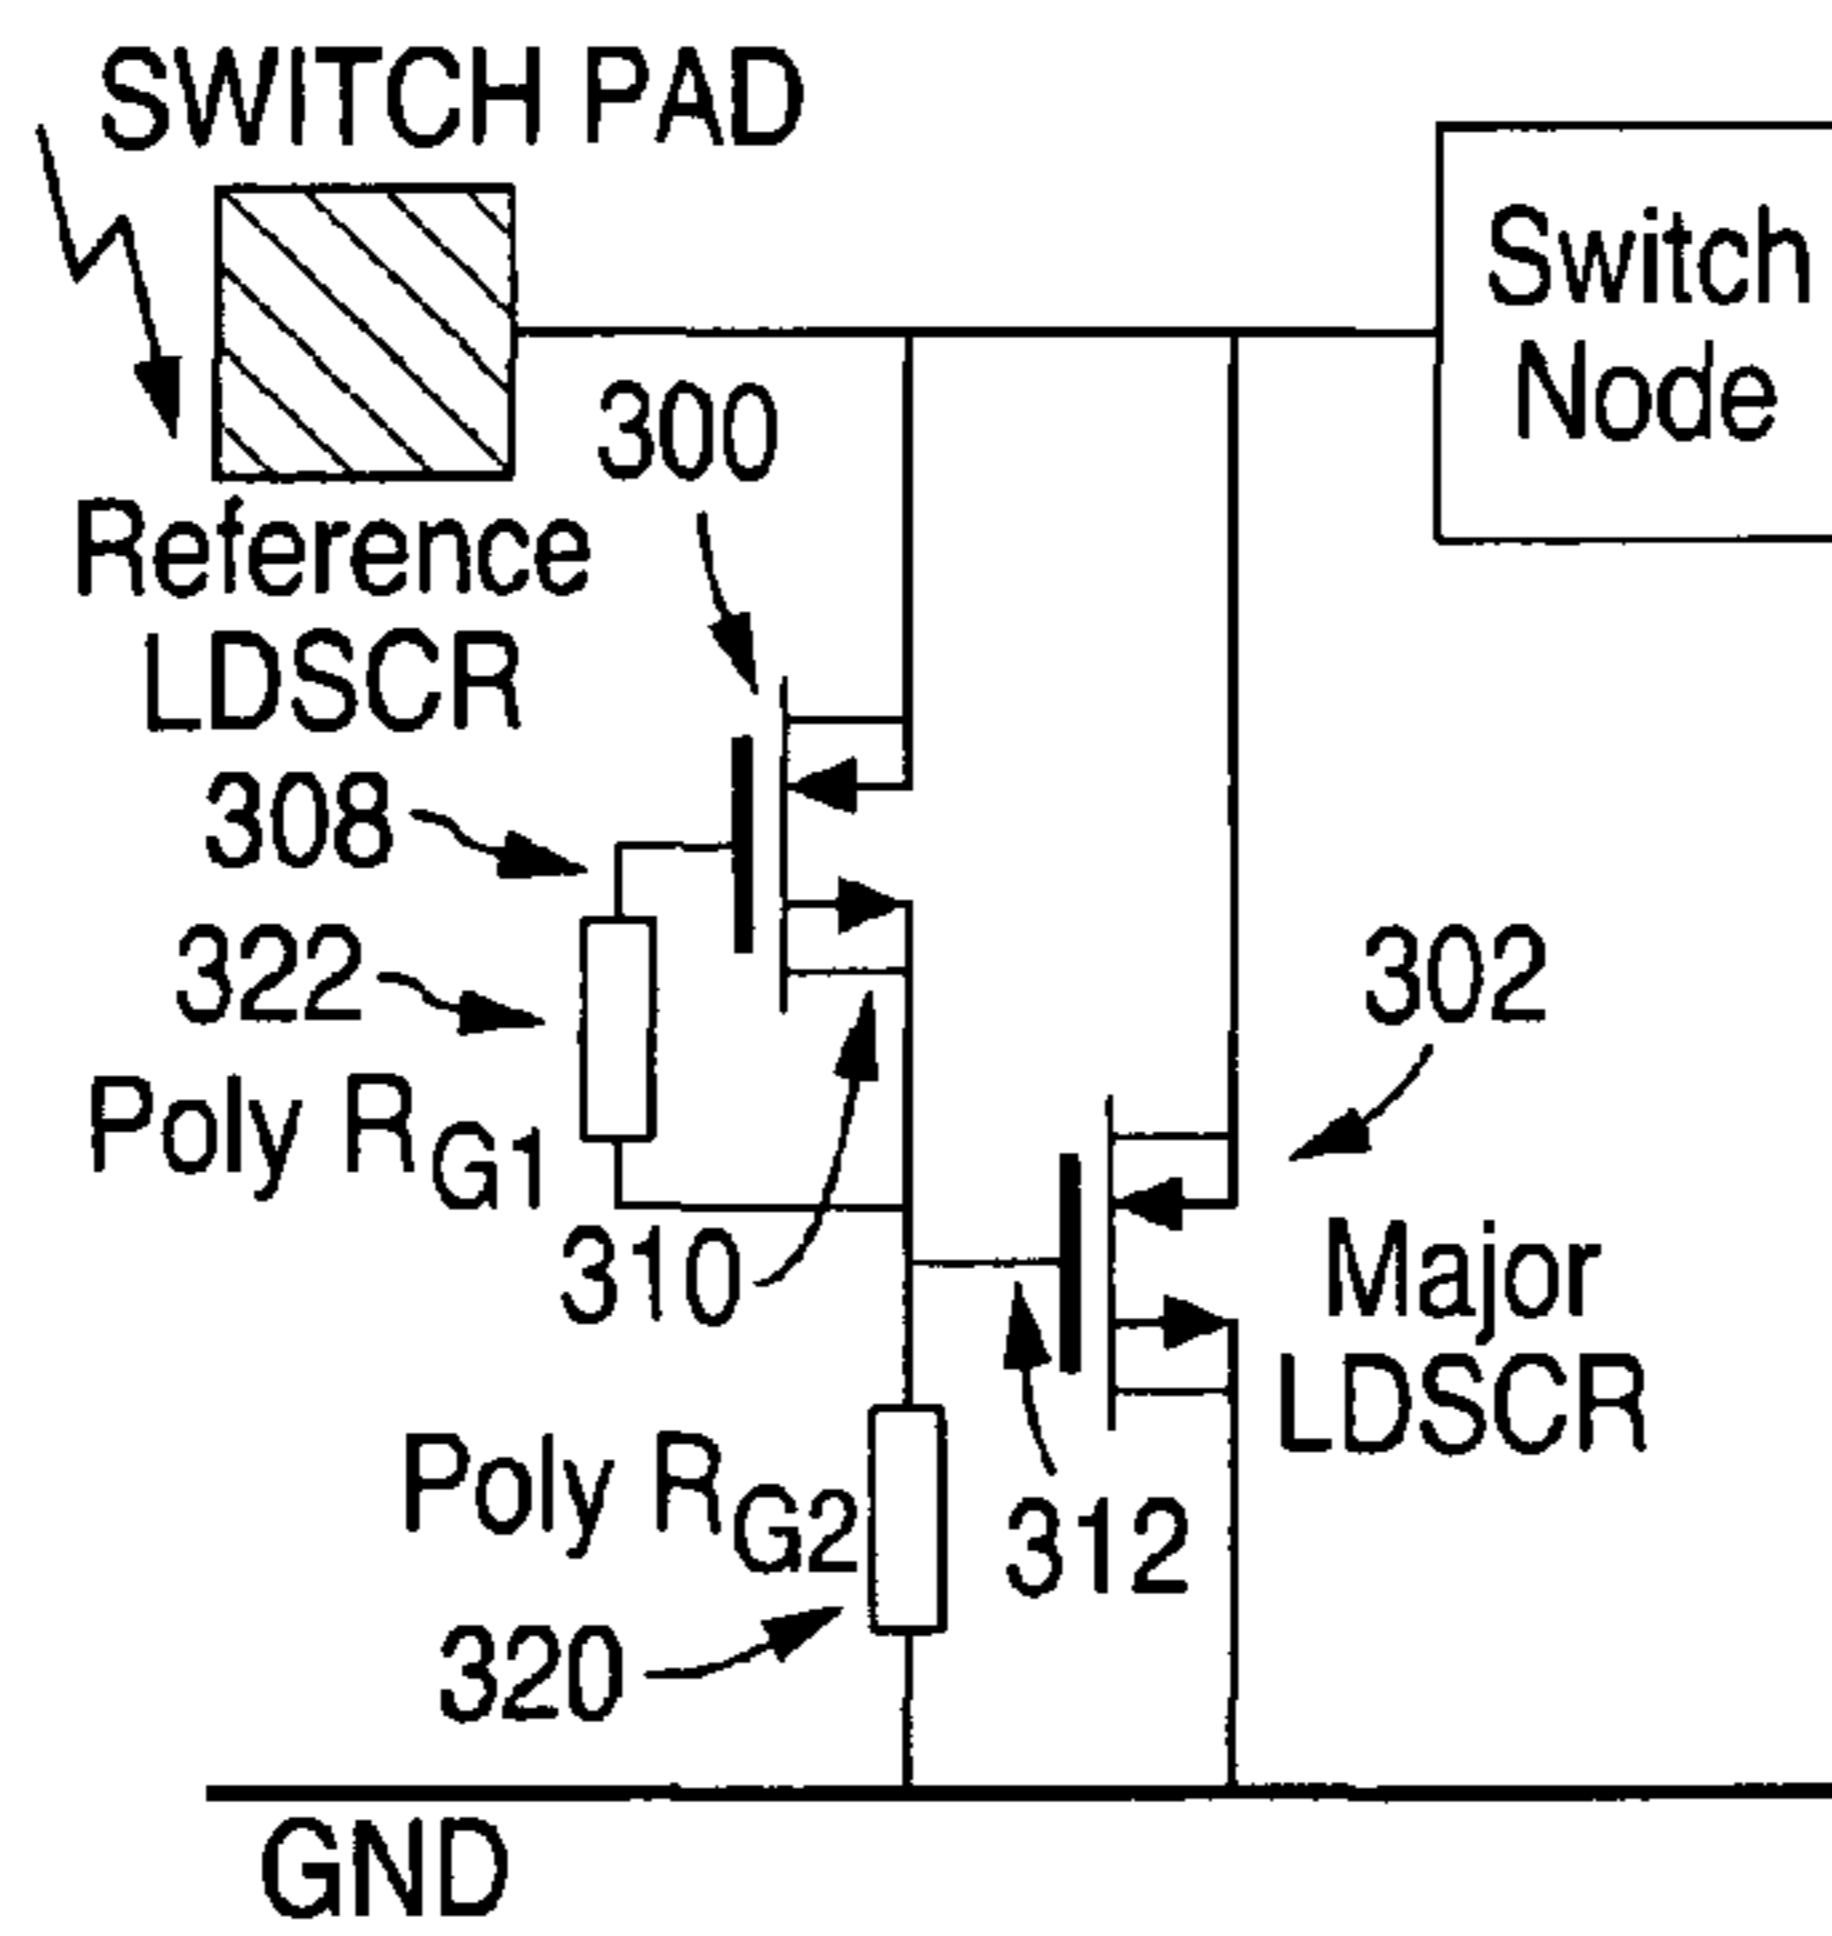 SWITCH PAD
Switch
Node
300
Reference
LDSCR
308
322
302
Poly RG1
310
Major
LDSCR
Poly RG2
312
320
GND